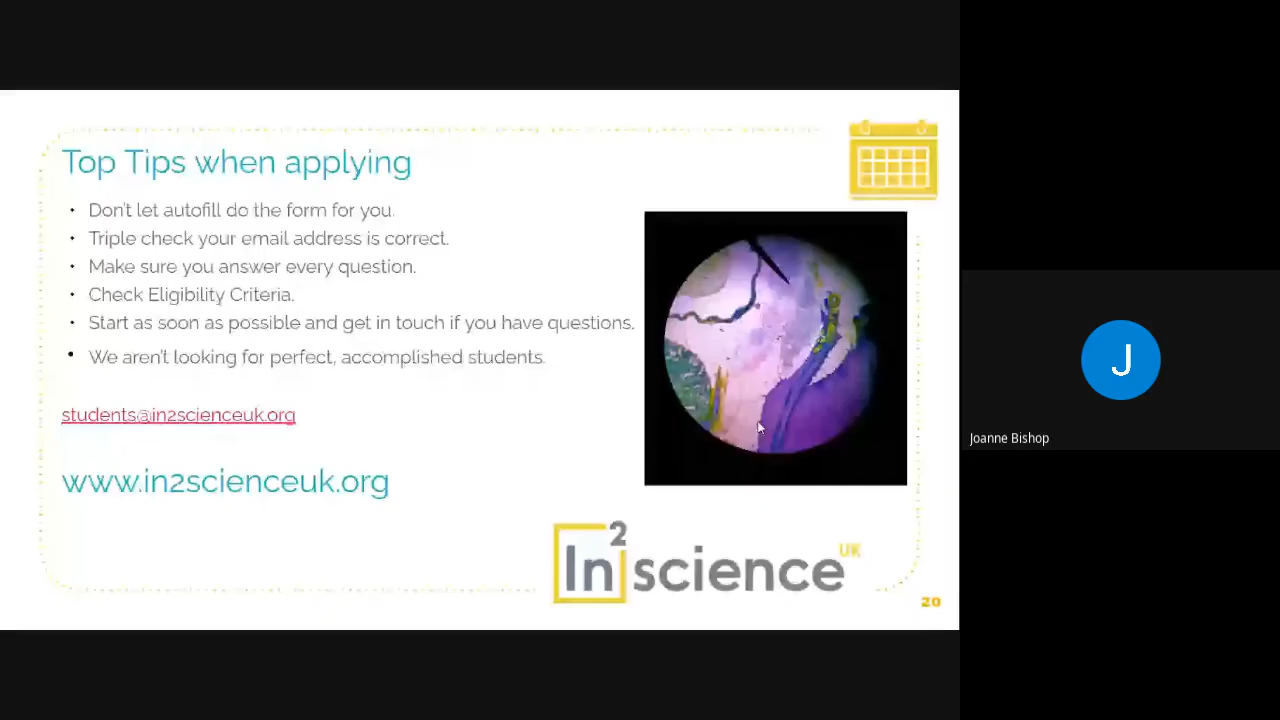 Top Tips when applying
• Don't let autofill do the form for you.
• Triple check your email address is correct.
• Make sure you answer every question.
• Check Eligibility Criteria.
• Start as soon as possible and get in touch if you have questions.
• We aren't looking for perfect, accomplished students.
students@in2scienceuk.org
www.in2scienceuk.org
In2science UK
20
J
Joanne Bishop